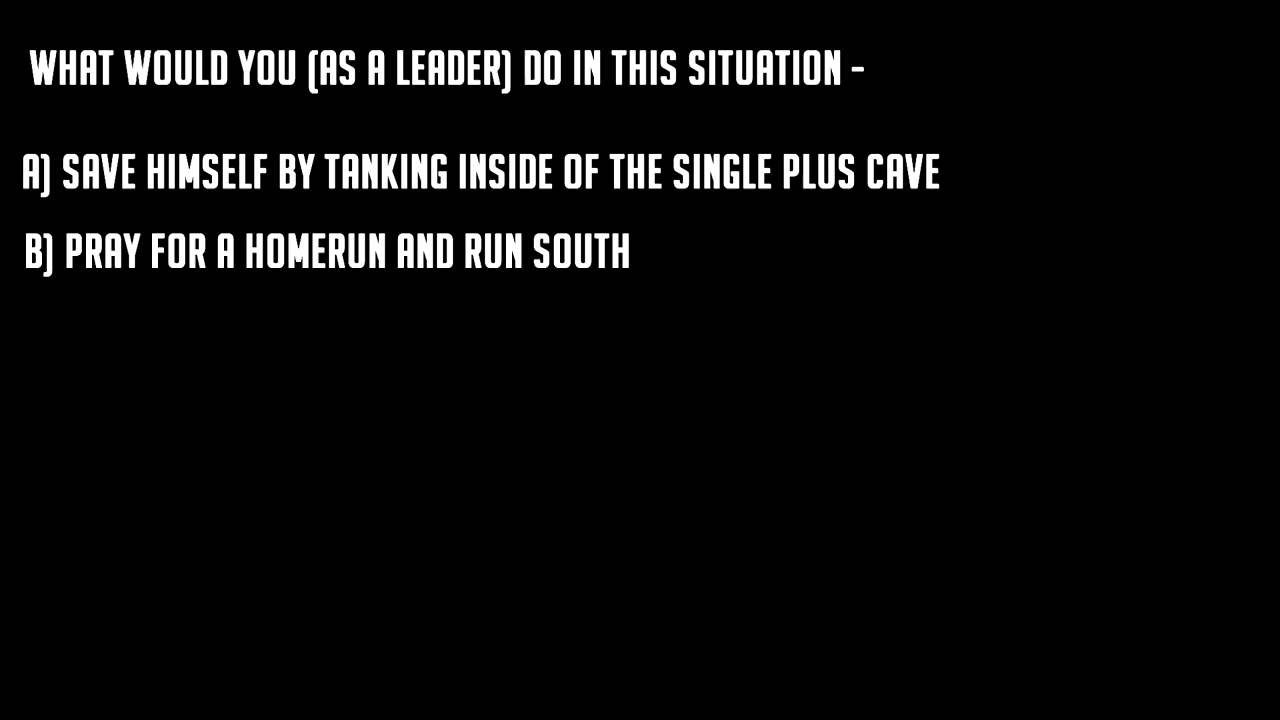 WHAT WOULD YOU (AS A LEADER) DO IN THIS SITUATION -
A) SAVE HIMSELF BY TANKING INSIDE OF THE SINGLE PLUS CAVE
B) PRAY FOR A HOMERUN AND RUN SOUTH